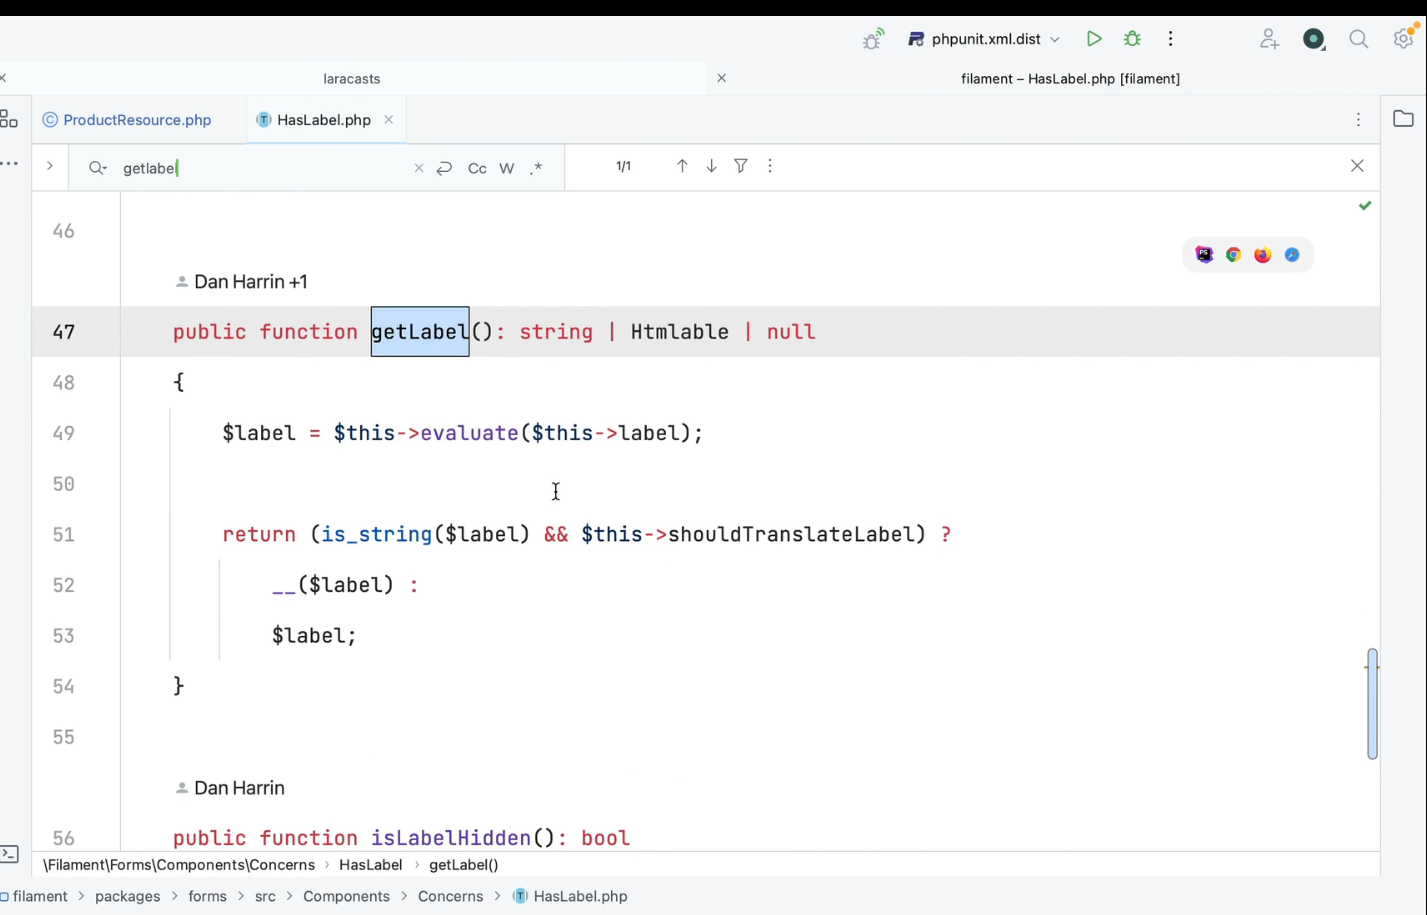 phpunit.xml.dist
laracasts
filament – HasLabel.php [filament]
ProductResource.php
HasLabel.php
getlabel
Cc W .*
1/1
46
Dan Harrin +1
47 public function getLabel(): string | Htmlable | null
48 {
49 $label = $this->evaluate($this->label);
50
51 return (is_string($label) && $this->shouldTranslateLabel) ?
52 __($label) :
53 $label;
54 }
55
Dan Harrin
56 public function isLabelHidden(): bool
\Filament\Forms\Components\Concerns › HasLabel › getLabel()
filament > packages > forms > src > Components > Concerns > HasLabel.php